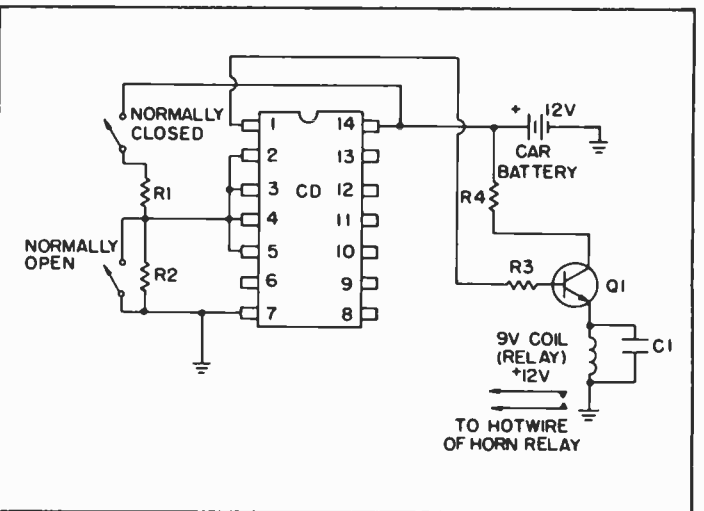 NORMALLY
CLOSED
R1
NORMALLY
OPEN
R2
1
2
3
4
5
6
7
CD
14
13
12
11
10
9
8
+ 12V
CAR
BATTERY
R4
R3
Q1
9V COIL
(RELAY)
+12V
C1
TO HOTWIRE
OF HORN RELAY